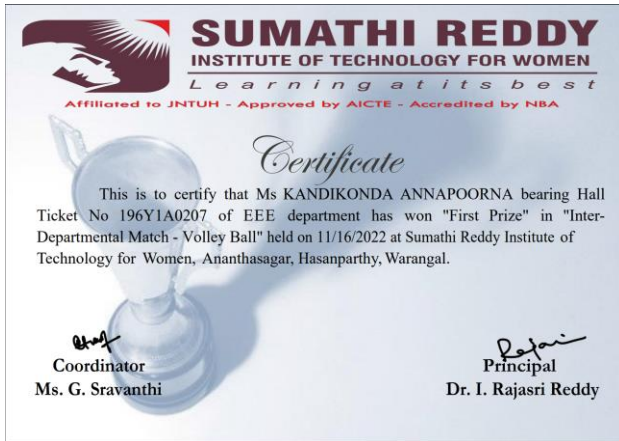 SUMATHI REDDY
INSTITUTE OF TECHNOLOGY FOR WOMEN
Learning at its best
Affiliated to JNTUH - Approved by AICTE - Accredited by NBA
Certificate
This is to certify that Ms KANDIKONDA ANNAPOORNA bearing Hall
Ticket No 196Y1A0207 of EEE department has won "First Prize" in "Inter-
Departmental Match - Volley Ball" held on 11/16/2022 at Sumathi Reddy Institute of
Technology for Women, Ananthasagar, Hasanparthy, Warangal.
Coordinator
Ms. G. Sravanthi
Principal
Dr. I. Rajasri Reddy